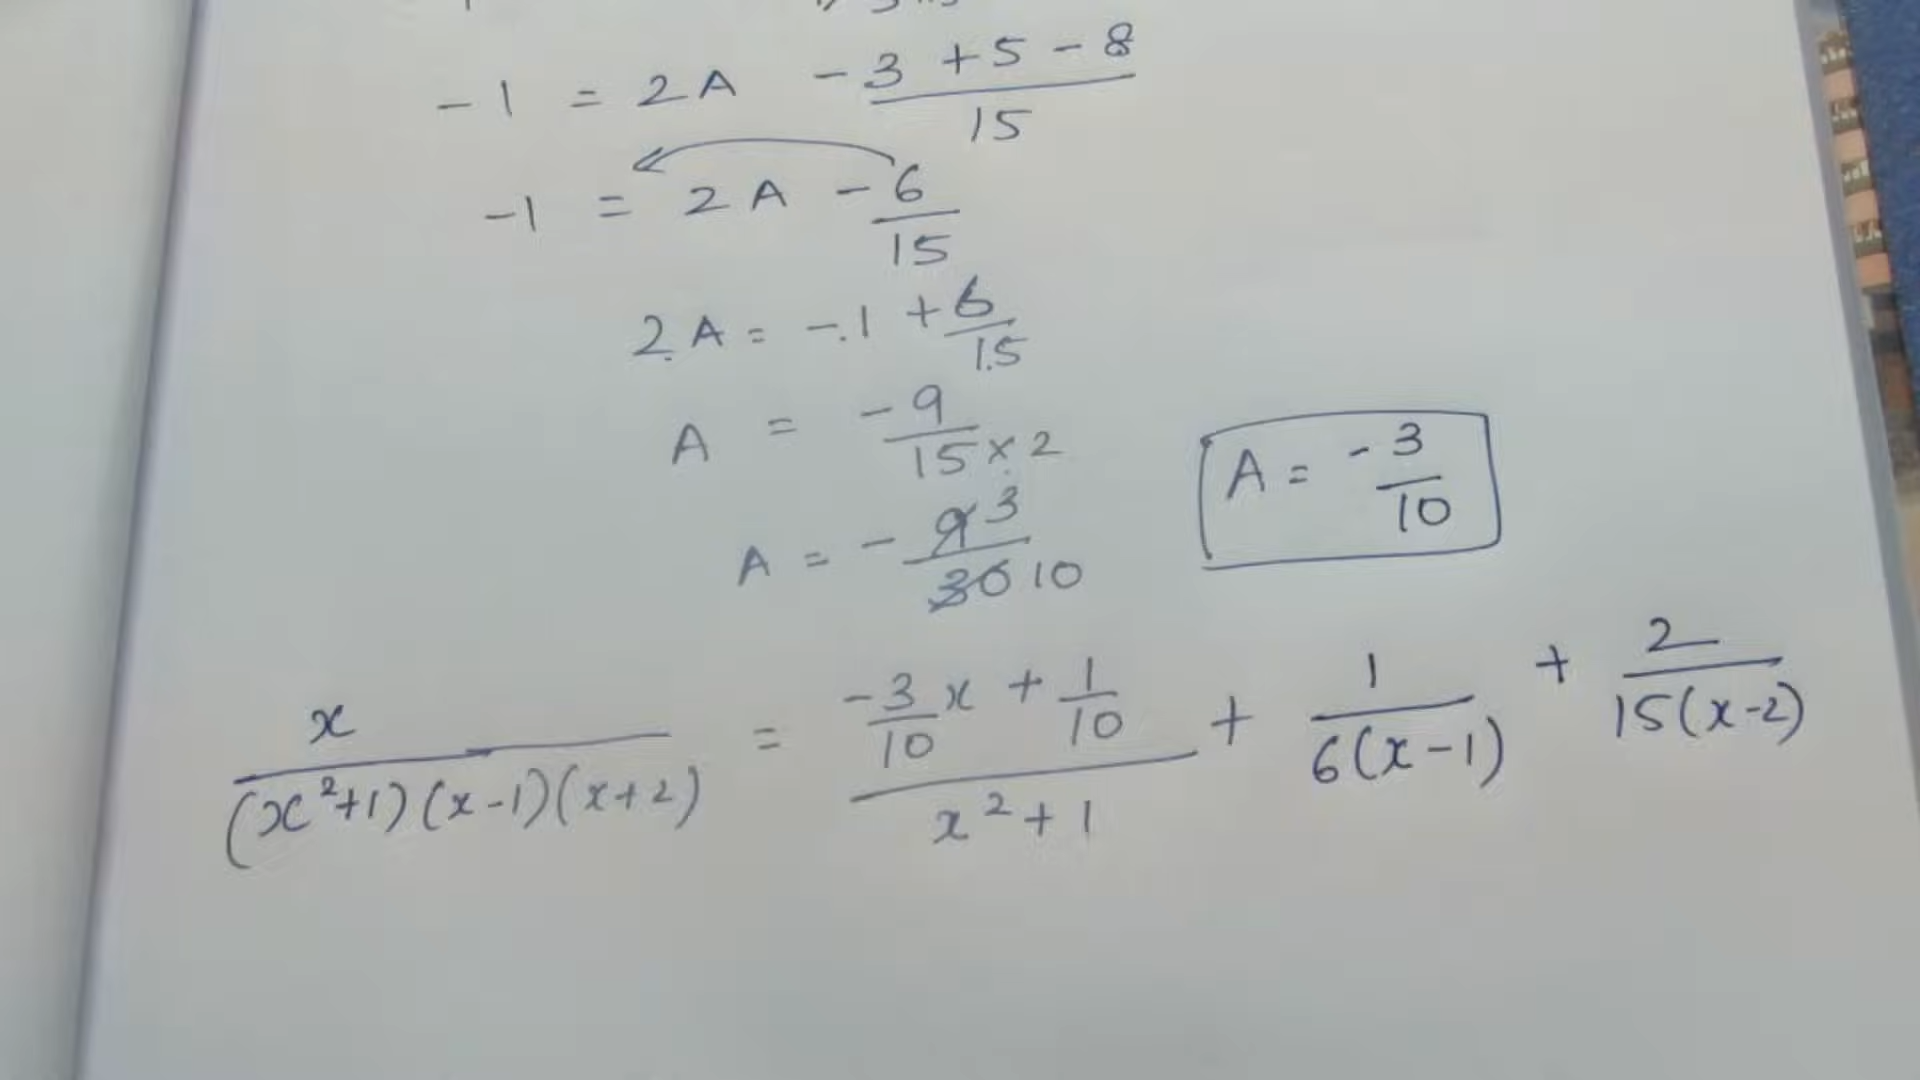 -1 = 2A - (3 + 5 - 8)/15
-1 = 2A - 6/15
2A = -1 + 6/15
A = -9/(15 × 2)
A = - 9 3/30 10
A = -3/10
x/((x²+1)(x-1)(x+2)) = (-3/10 x + 1/10)/(x²+1) + 1/(6(x-1)) + 2/(15(x-2))